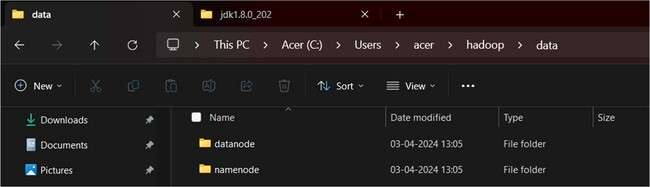 data
jdk1.8.0_202
This PC > Acer (C:) > Users > acer > hadoop > data
New Sort View
Downloads
Documents
Pictures
Name Date modified Type Size
datanode 03-04-2024 13:05 File folder
namenode 03-04-2024 13:05 File folder